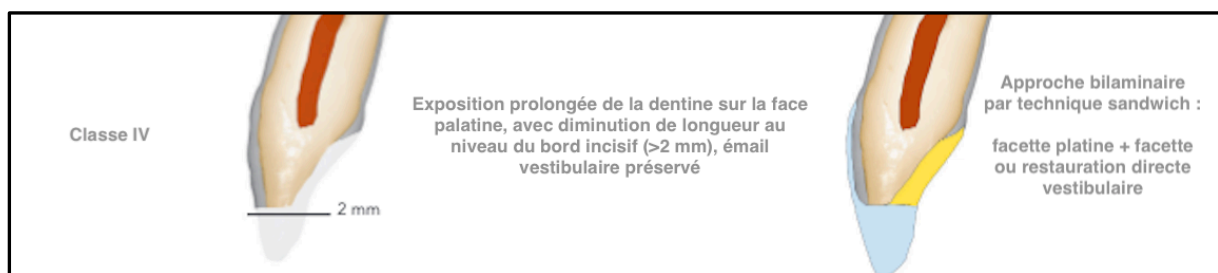 Classe IV
2 mm
Exposition prolongée de la dentine sur la face
palatine, avec diminution de longueur au
niveau du bord incisif (>2 mm), émail
vestibulaire préservé
Approche bilaminaire
par technique sandwich :
facette platine + facette
ou restauration directe
vestibulaire